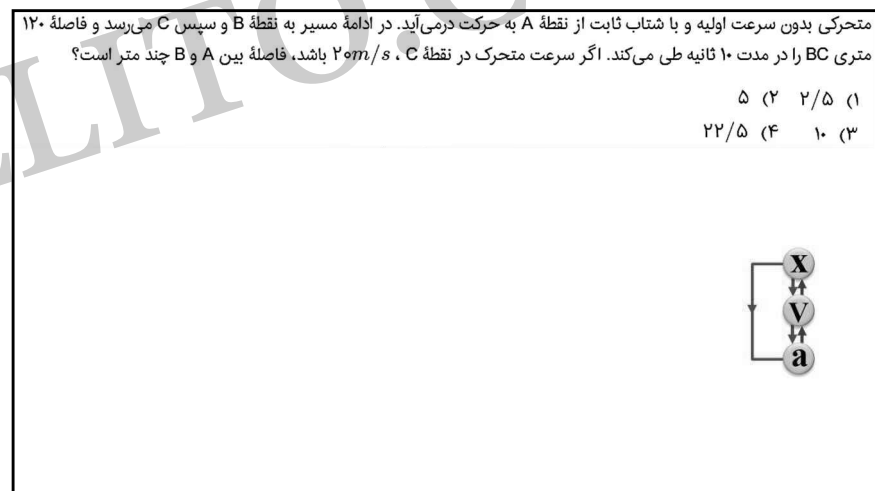 متحرکی بدون سرعت اولیه و با شتاب ثابت از نقطهٔ A به حرکت درمی‌آید. در ادامهٔ مسیر به نقطهٔ B و سپس C می‌رسد و فاصلهٔ ۱۲۰
متری BC را در مدت ۱۰ ثانیه طی می‌کند. اگر سرعت متحرک در نقطهٔ C ، ۲۰m/s باشد، فاصلهٔ بین A و B چند متر است؟
۱) ۲/۵ ۲) ۵
۳) ۱۰ ۴) ۲۲/۵
X
V
a